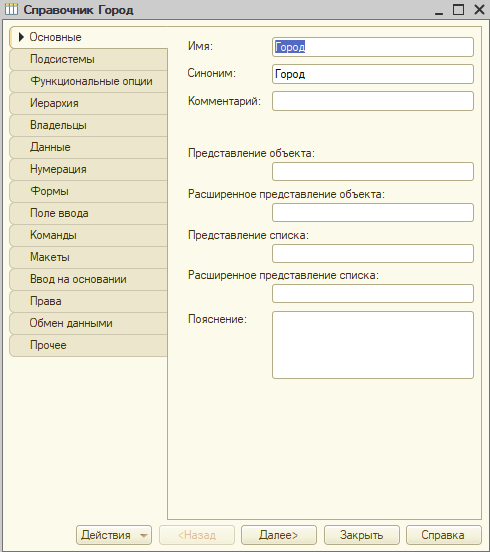 Справочник Город
Основные
Подсистемы
Функциональные опции
Иерархия
Владельцы
Данные
Нумерация
Формы
Поле ввода
Команды
Макеты
Ввод на основании
Права
Обмен данными
Прочее
Имя: Город
Синоним: Город
Комментарий:
Представление объекта:
Расширенное представление объекта:
Представление списка:
Расширенное представление списка:
Пояснение:
Действия <Назад Далее> Закрыть Справка